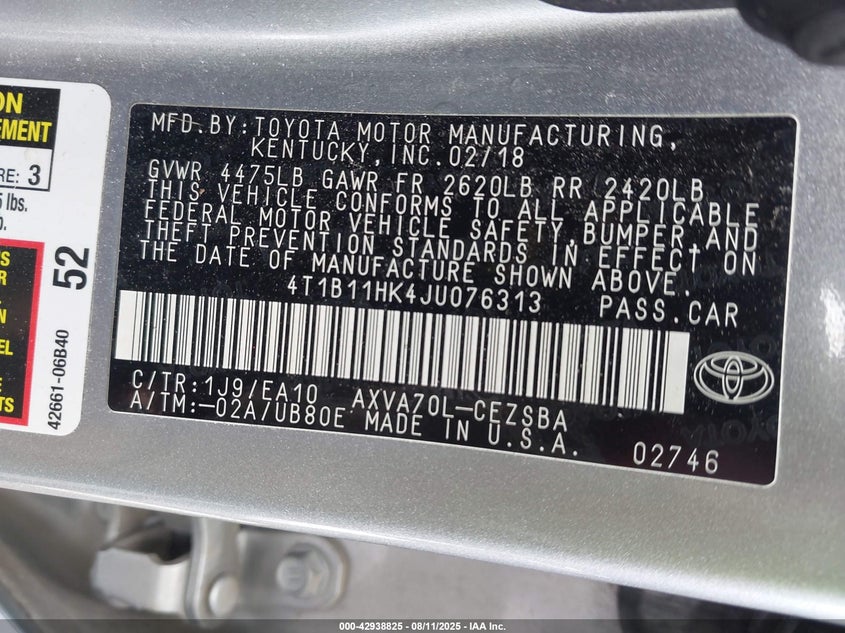 ON
EMENT
RE: 3
5 lbs.
p.
TS
R
N
EL
E
TS
52
42661-06B40
MFD.BY:TOYOTA MOTOR MANUFACTURING,
KENTUCKY,INC.02/18
GVWR 4475LB GAWR FR 2620LB RR 2420LB
THIS VEHICLE CONFORMS TO ALL APPLICABLE
FEDERAL MOTOR VEHICLE SAFETY,BUMPER,AND
THEFT PREVENTION STANDARDS IN EFFECT ON
THE DATE OF MANUFACTURE SHOWN ABOVE.
4T1B11HK4JU076313 PASS.CAR
C/TR:1J9/EA10 AXVA70L-CEZSBA
A/TM:-02A/UB80E MADE IN U.S.A.
02746
000-42938825 - 08/11/2025 - IAA Inc.